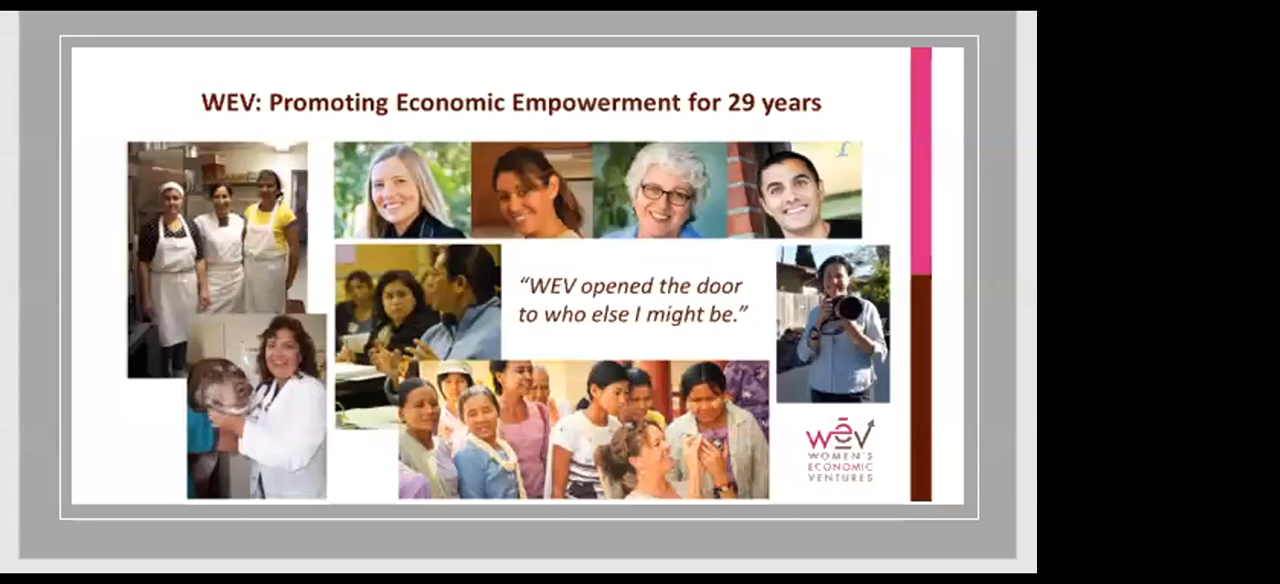 WEV: Promoting Economic Empowerment for 29 years
“WEV opened the door
to who else I might be.”
wēv
WOMEN'S
ECONOMIC
VENTURES